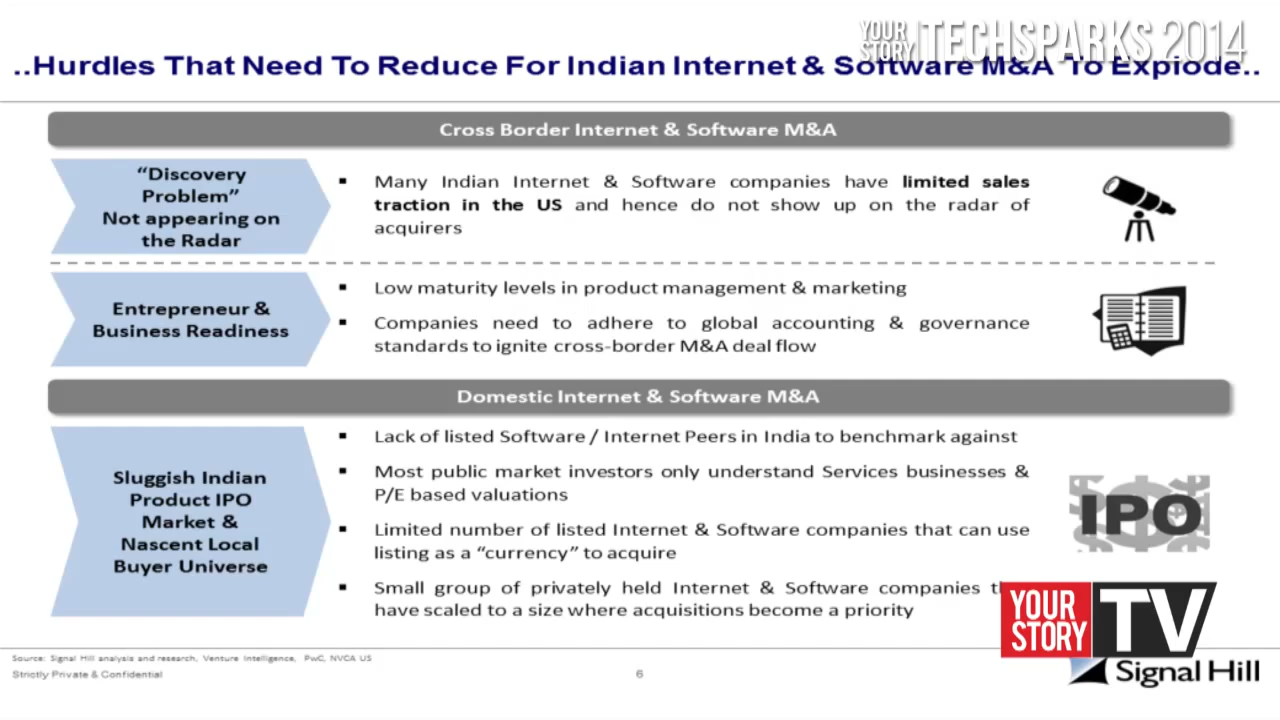 YOUR STORY TECHSPARKS 2014
..Hurdles That Need To Reduce For Indian Internet & Software M&A To Explode..
Cross Border Internet & Software M&A
“Discovery
Problem”
Not appearing on
the Radar
▪ Many Indian Internet & Software companies have limited sales
traction in the US and hence do not show up on the radar of
acquirers
Entrepreneur &
Business Readiness
▪ Low maturity levels in product management & marketing
▪ Companies need to adhere to global accounting & governance
standards to ignite cross-border M&A deal flow
Domestic Internet & Software M&A
Sluggish Indian
Product IPO
Market &
Nascent Local
Buyer Universe
▪ Lack of listed Software / Internet Peers in India to benchmark against
▪ Most public market investors only understand Services businesses &
P/E based valuations
▪ Limited number of listed Internet & Software companies that can use
listing as a “currency” to acquire
▪ Small group of privately held Internet & Software companies
have scaled to a size where acquisitions become a priority
IPO
YOUR STORY TV
Source: Signal Hill analysis and research, Venture Intelligence, PwC, NVCA US
Strictly Private & Confidential
6
Signal Hill